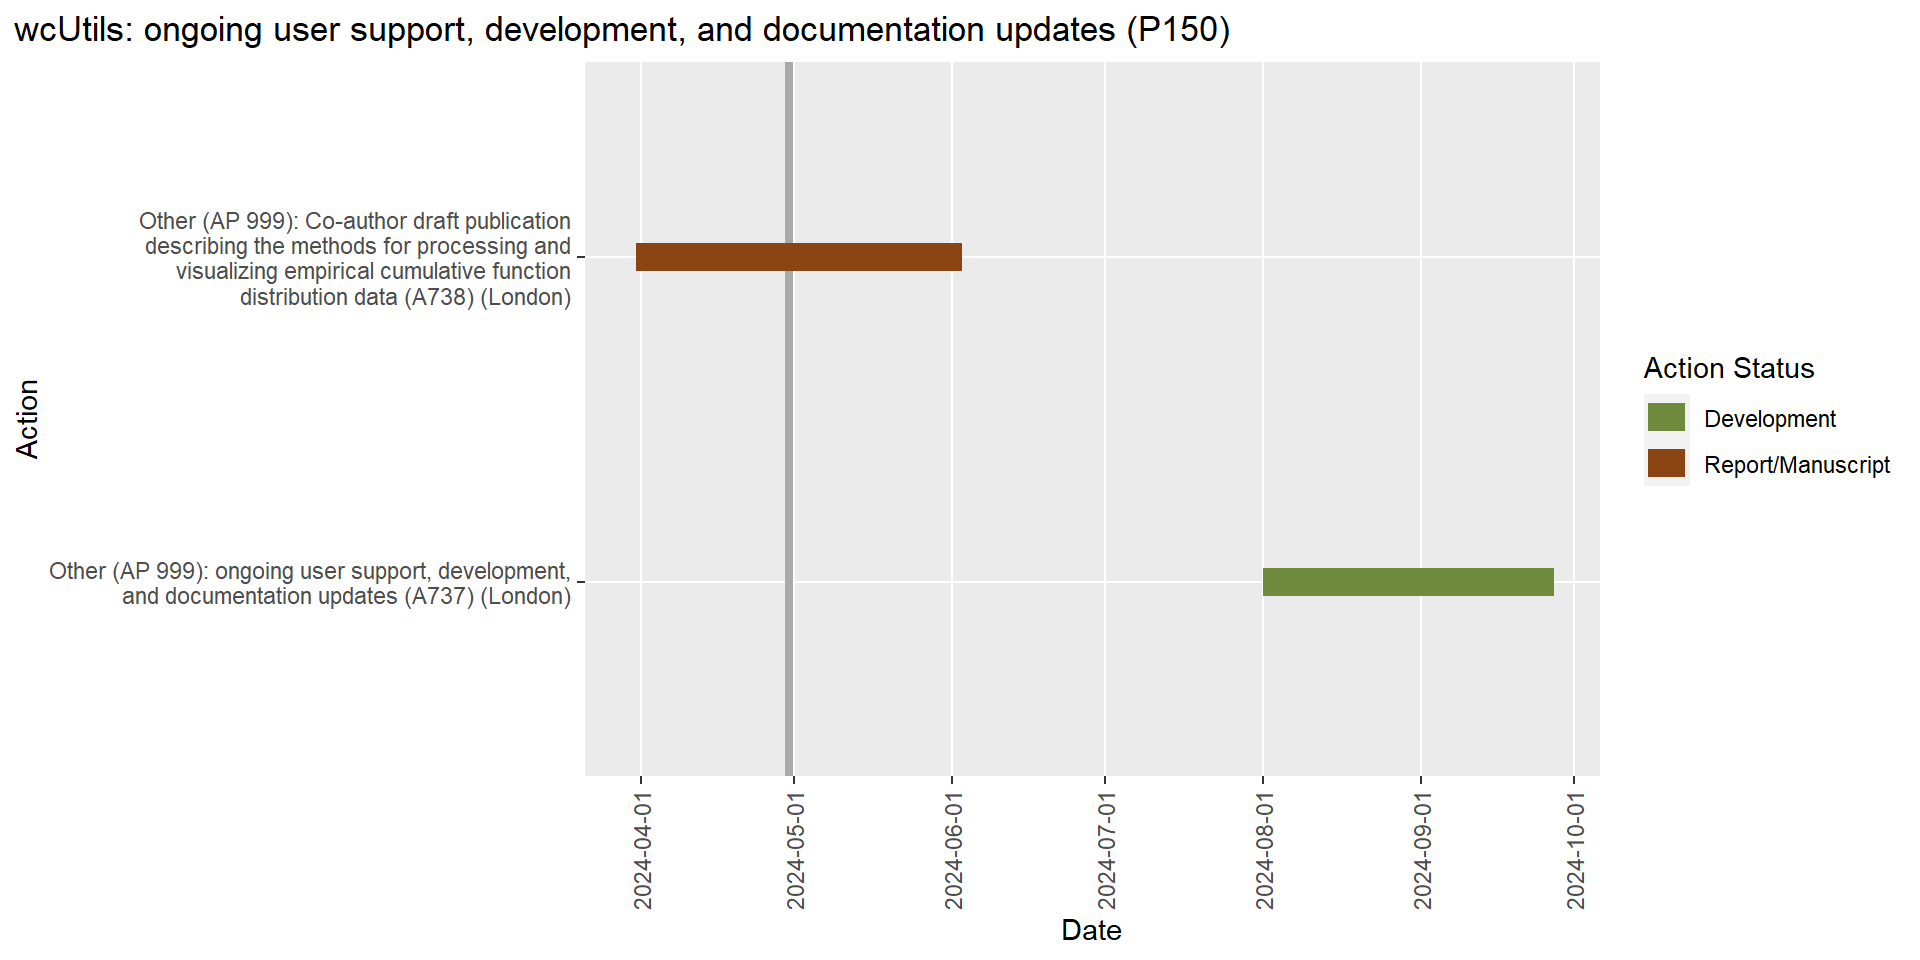 wcUtils: ongoing user support, development, and documentation updates (P150)
Other (AP 999): Co-author draft publication
describing the methods for processing and
visualizing empirical cumulative function
distribution data (A738) (London)
Other (AP 999): ongoing user support, development,
and documentation updates (A737) (London)
Action
2024-04-01
2024-05-01
2024-06-01
2024-07-01
2024-08-01
2024-09-01
2024-10-01
Date
Action Status
Development
Report/Manuscript